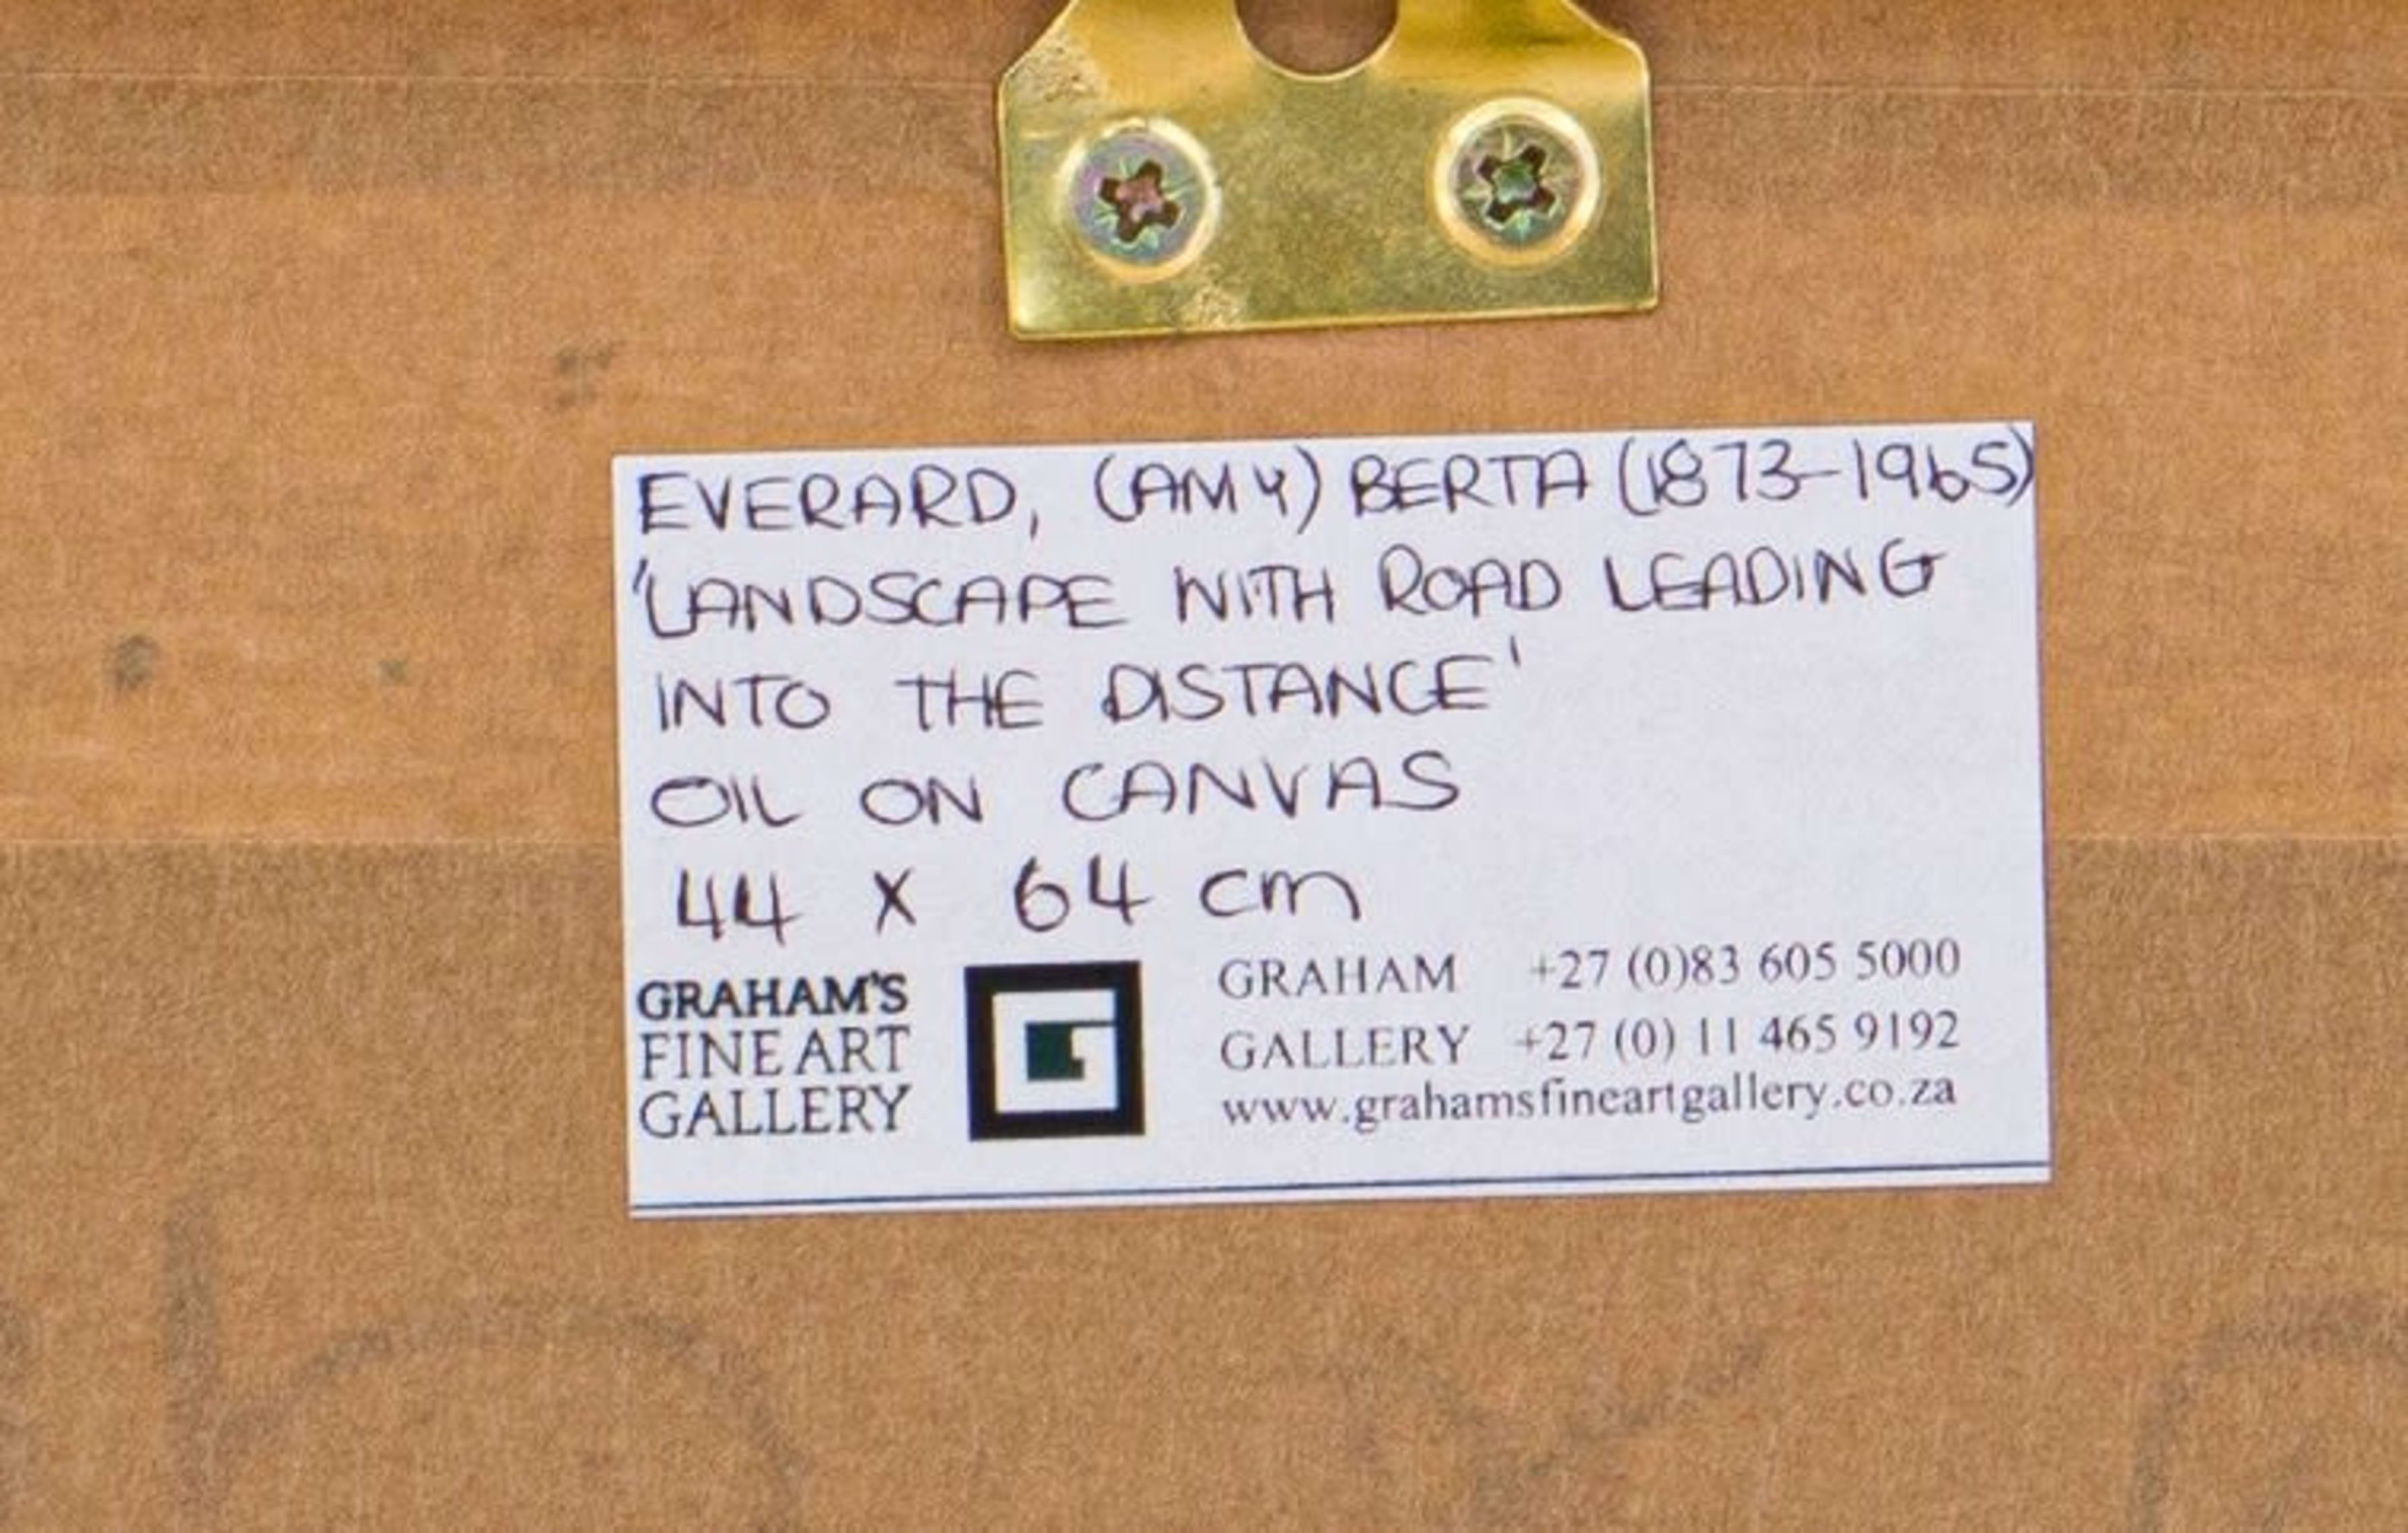 EVERARD, (AMY) BERTA (1873-1965)
'LANDSCAPE WITH ROAD LEADING
INTO THE DISTANCE'
OIL ON CANVAS
44 X 64 cm
GRAHAM'S
FINE ART
GALLERY
G
GRAHAM +27 (0)83 605 5000
GALLERY +27 (0) 11 465 9192
www.grahamsfineartgallery.co.za